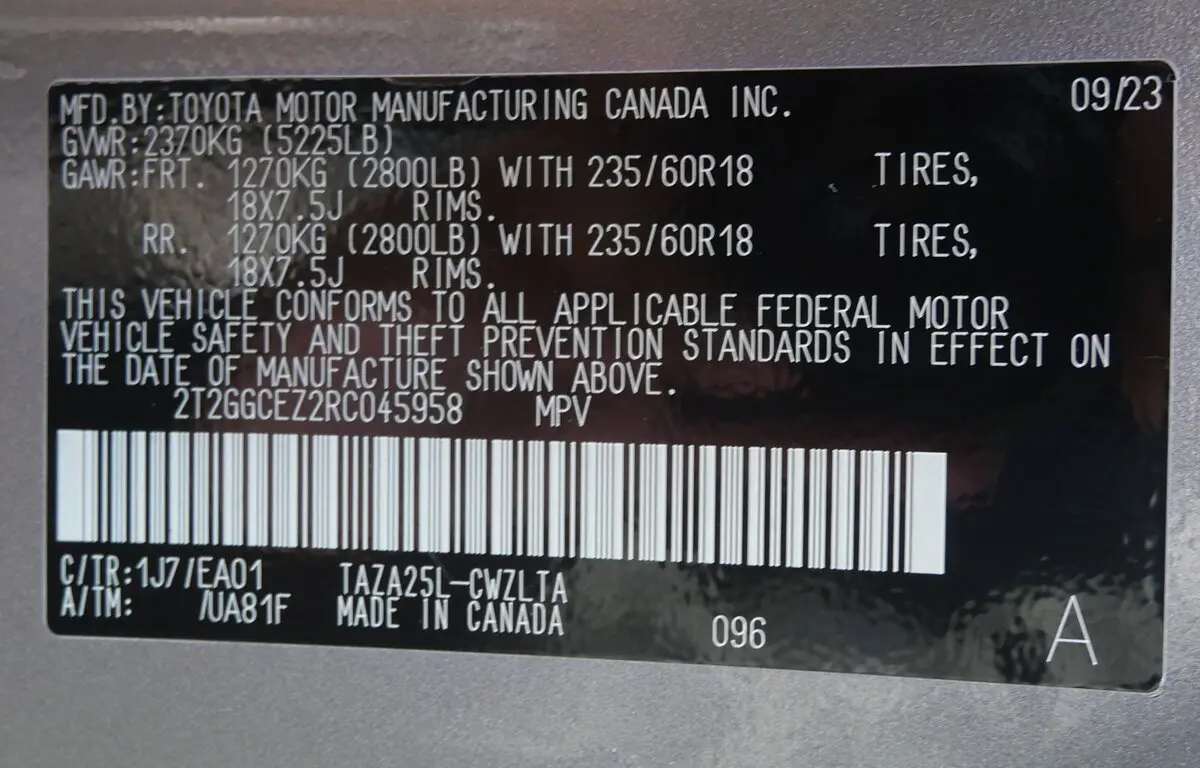 MFD.BY:TOYOTA MOTOR MANUFACTURING CANADA INC. 09/23
GVWR:2370KG (5225LB)
GAWR:FRT. 1270KG (2800LB) WITH 235/60R18 TIRES,
18X7.5J RIMS.
RR. 1270KG (2800LB) WITH 235/60R18 TIRES,
18X7.5J RIMS.
THIS VEHICLE CONFORMS TO ALL APPLICABLE FEDERAL MOTOR
VEHICLE SAFETY AND THEFT PREVENTION STANDARDS IN EFFECT ON
THE DATE OF MANUFACTURE SHOWN ABOVE.
2T2GGCEZ2RC045958 MPV
C/TR:1J7/EA01 TAZA25L-CWZLTA
A/TM: /UA81F MADE IN CANADA
096 A